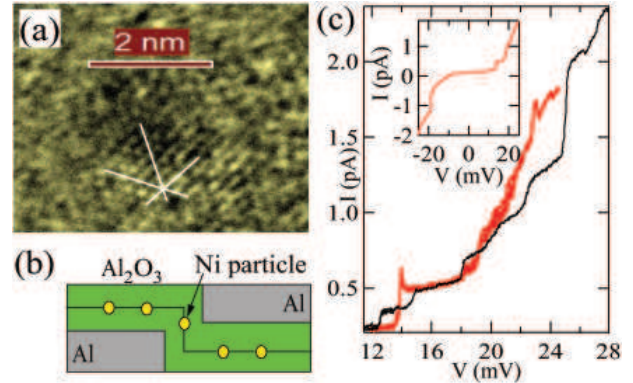 (a)
2 nm
(b)
Al₂O₃
Ni particle
Al
Al
(c)
I (pA)
2.0
1.5
1.0
0.5
12
16
20
24
28
V (mV)
I (pA)
1
0
-1
-2
-20
0
20
V (mV)